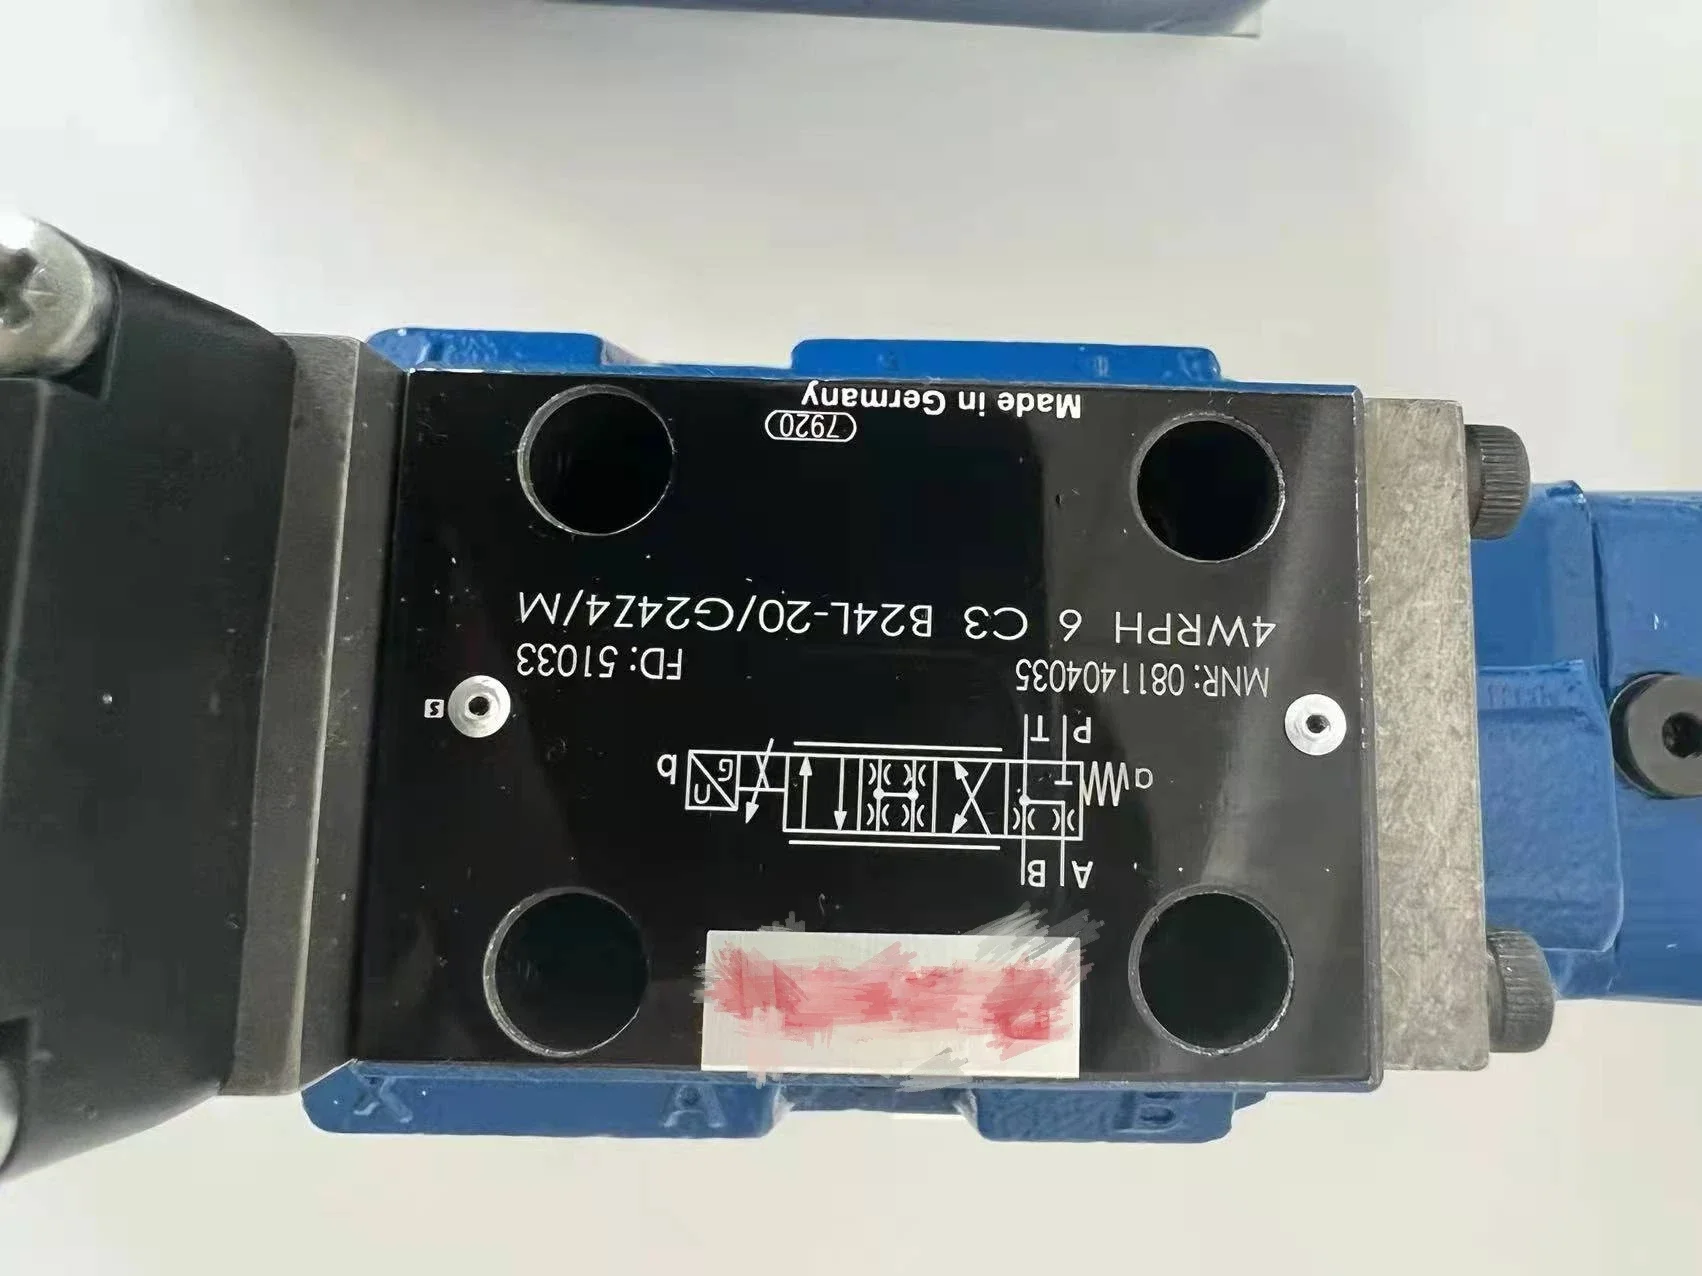 A B
a b
G
U
P T
MNR: 0811404035 FD: 51033
4WRPH 6 C3 B24L-20/G24Z4/M
7920
Made in Germany
S
X A B